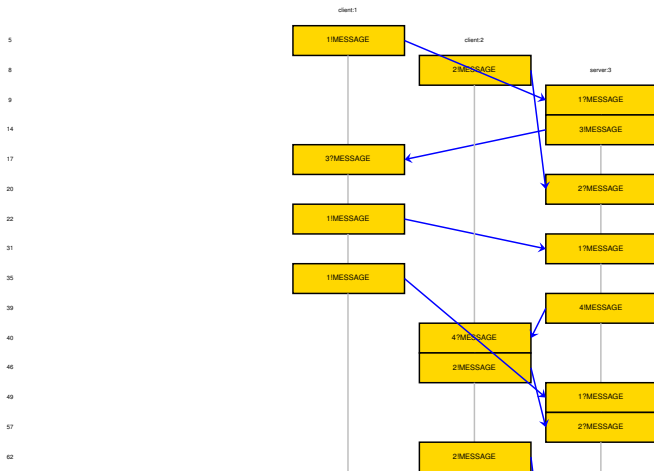 client:1
5 1!MESSAGE client:2
8 2!MESSAGE server:3
9 1?MESSAGE
14 3!MESSAGE
17 3?MESSAGE
20 2?MESSAGE
22 1!MESSAGE
31 1?MESSAGE
35 1!MESSAGE
39 4!MESSAGE
40 4?MESSAGE
46 2!MESSAGE
49 1?MESSAGE
57 2?MESSAGE
62 2!MESSAGE